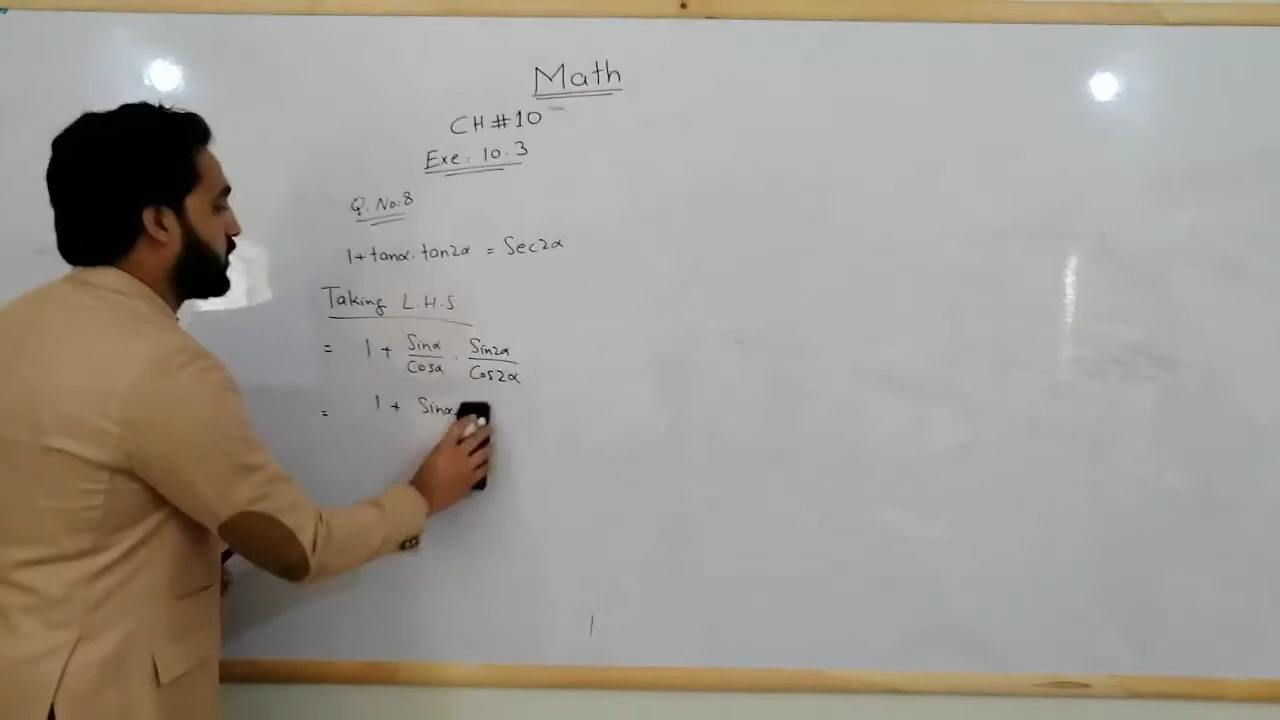 Math
CH#10
Exe: 10.3
Q. No:8
1+tanα.tan2α = Sec2α
Taking L.H.S
= 1 + Sinα/Cosα . Sin2α/Cos2α
= 1 + Sinα